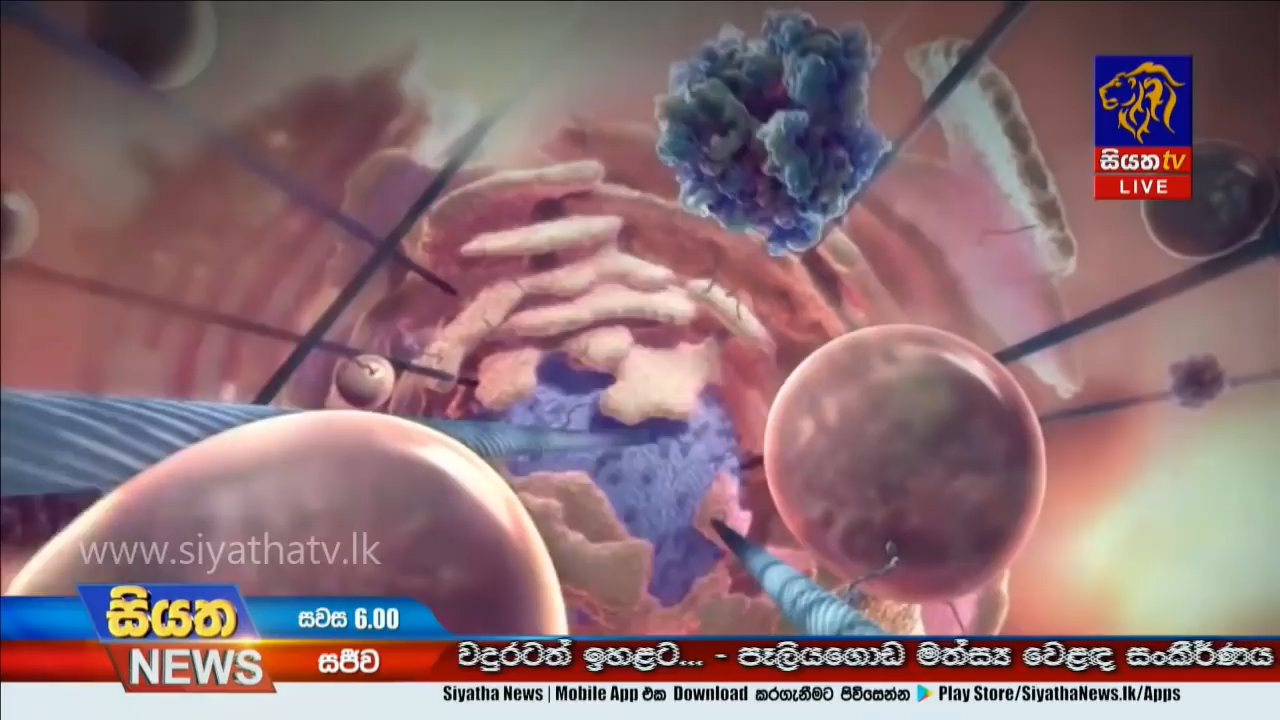 සියත tv
LIVE
www.siyathatv.lk
සියත
NEWS
සවස 6.00
සජීව
වදුරටත් ඉහළට... - පෑලියගොඩ මත්ස්‍ය වෙළඳ සංකීර්ණය
Siyatha News | Mobile App එක Download කරගැනීමට පිවිසෙන්න Play Store/SiyathaNews.lk/Apps